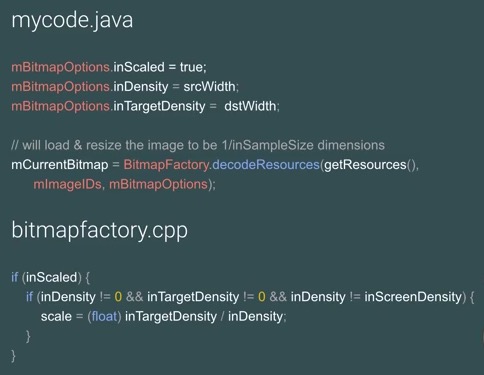 mycode.java
mBitmapOptions.inScaled = true;
mBitmapOptions.inDensity = srcWidth;
mBitmapOptions.inTargetDensity =  dstWidth;
// will load & resize the image to be 1/inSampleSize dimensions
mCurrentBitmap = BitmapFactory.decodeResources(getResources(),
mImageIDs, mBitmapOptions);
bitmapfactory.cpp
if (inScaled) {
if (inDensity != 0 && inTargetDensity != 0 && inDensity != inScreenDensity) {
scale = (float) inTargetDensity / inDensity;
}
}